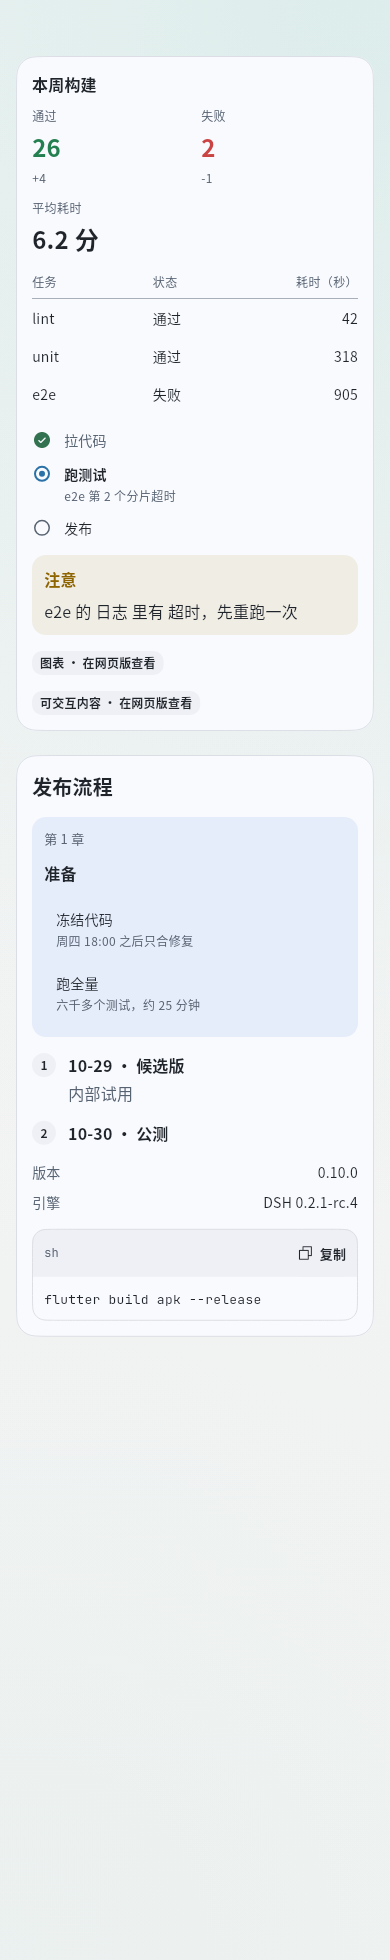 本周构建
通过 失败
26 2
+4 -1
平均耗时
6.2 分
任务 状态 耗时（秒）
lint 通过 42
unit 通过 318
e2e 失败 905
拉代码
跑测试
e2e 第 2 个分片超时
发布
注意
e2e 的 日志 里有 超时，先重跑一次
图表 · 在网页版查看
可交互内容 · 在网页版查看
发布流程
第 1 章
准备
冻结代码
周四 18:00 之后只合修复
跑全量
六千多个测试，约 25 分钟
1 10-29 · 候选版
内部试用
2 10-30 · 公测
版本 0.10.0
引擎 DSH 0.2.1-rc.4
sh 复制
flutter build apk --release